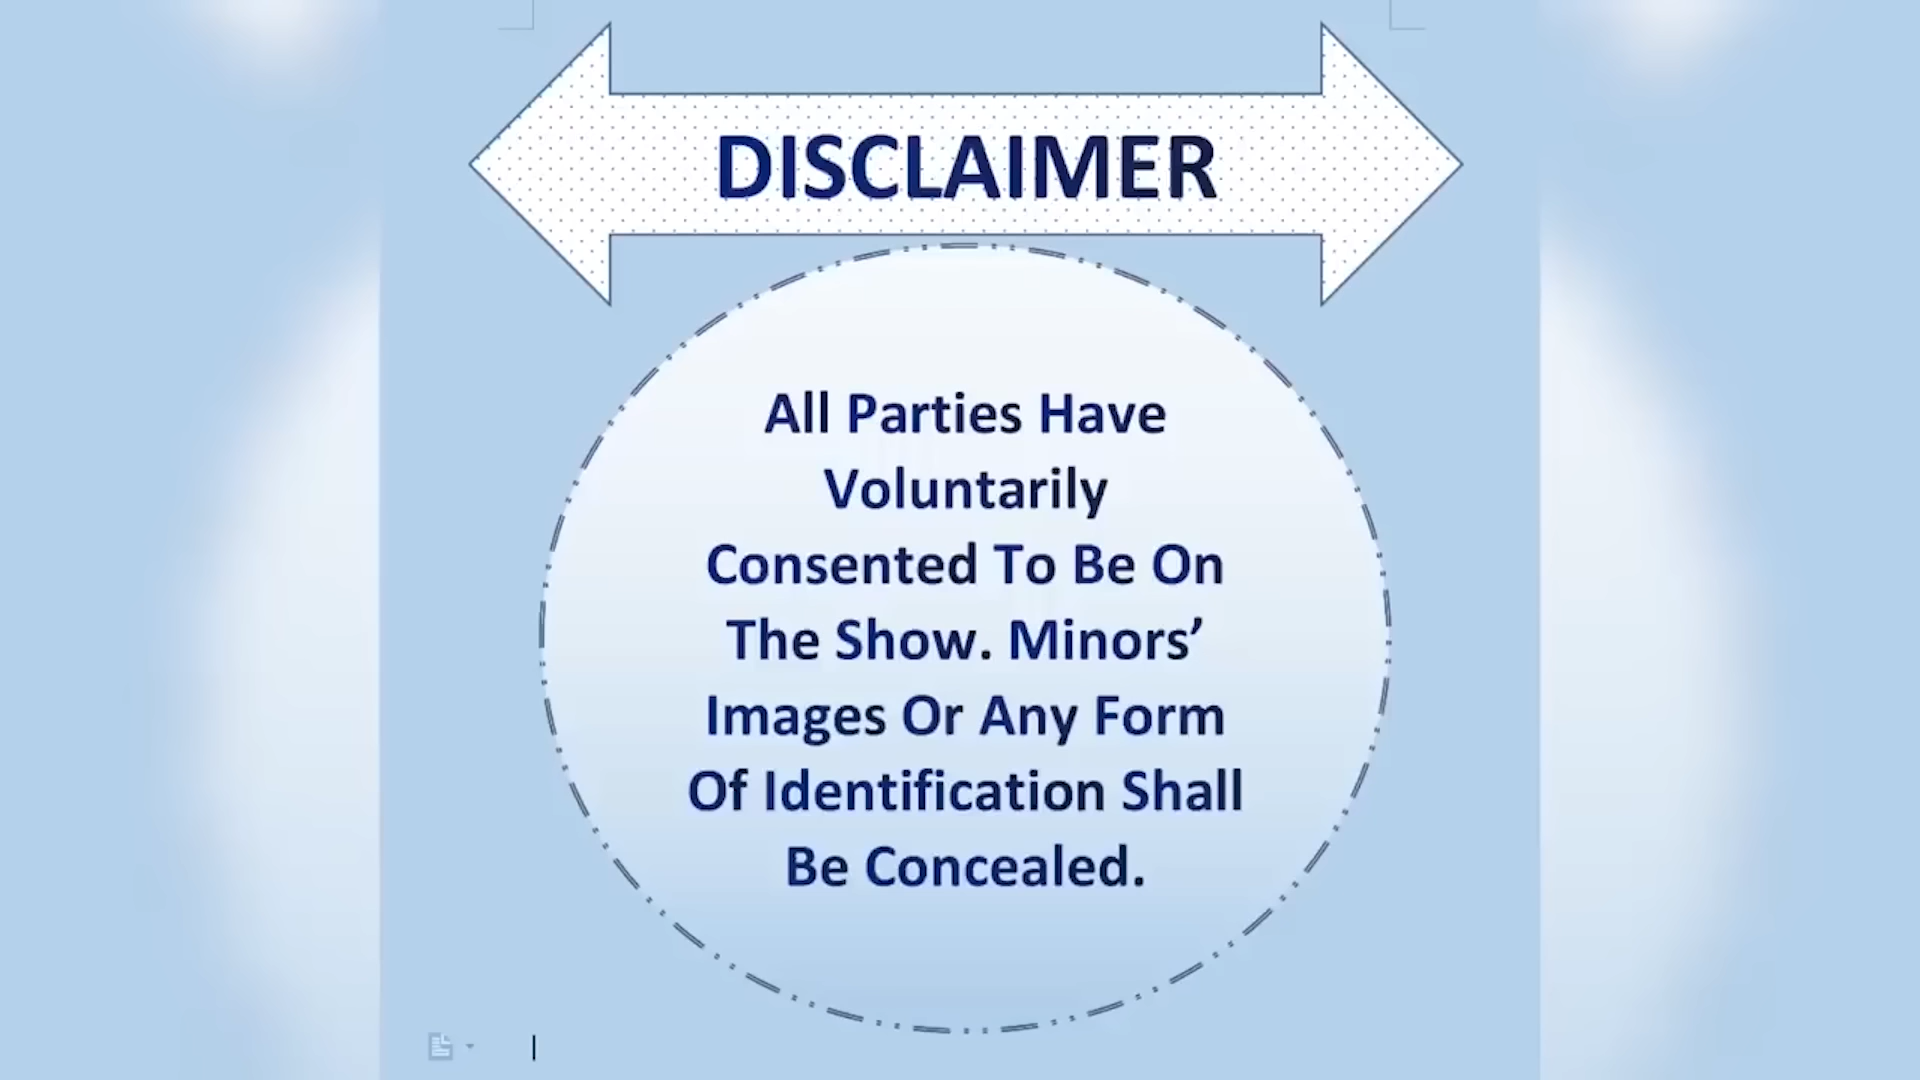 DISCLAIMER
All Parties Have
Voluntarily
Consented To Be On
The Show. Minors’
Images Or Any Form
Of Identification Shall
Be Concealed.